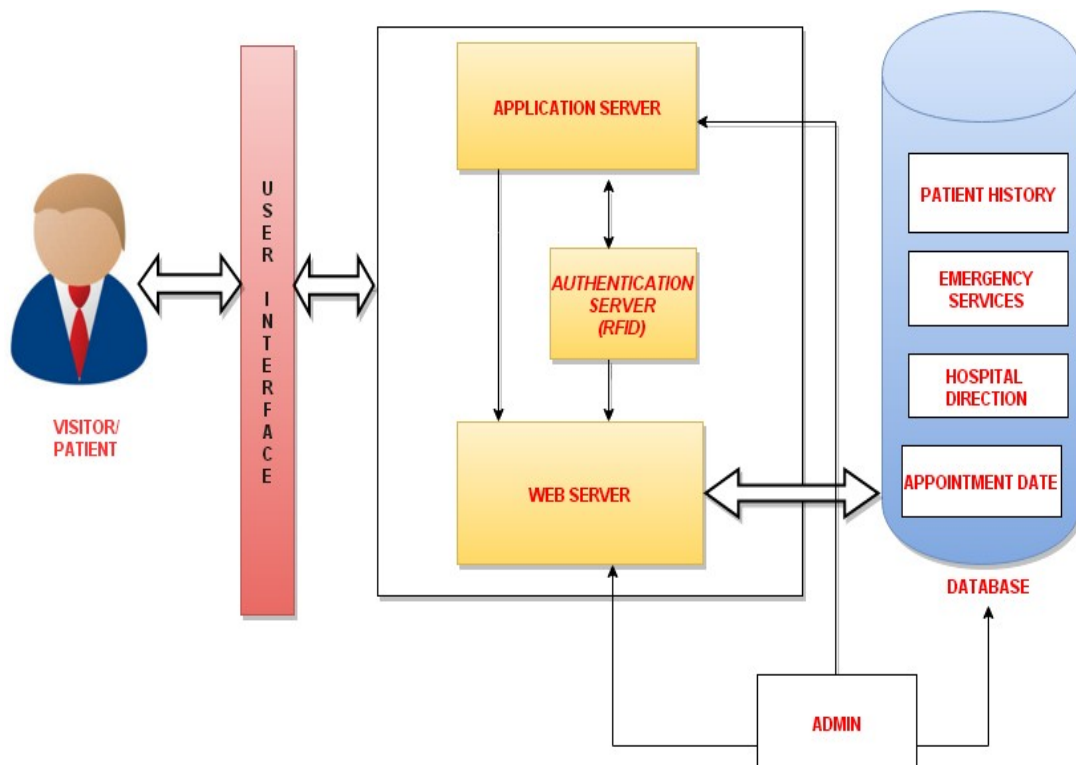 APPLICATION SERVER
USER INTERFACE
PATIENT HISTORY
AUTHENTICATION
SERVER
(RFID)
EMERGENCY
SERVICES
HOSPITAL
DIRECTION
VISITOR/
PATIENT
WEB SERVER
APPOINTMENT DATE
DATABASE
ADMIN